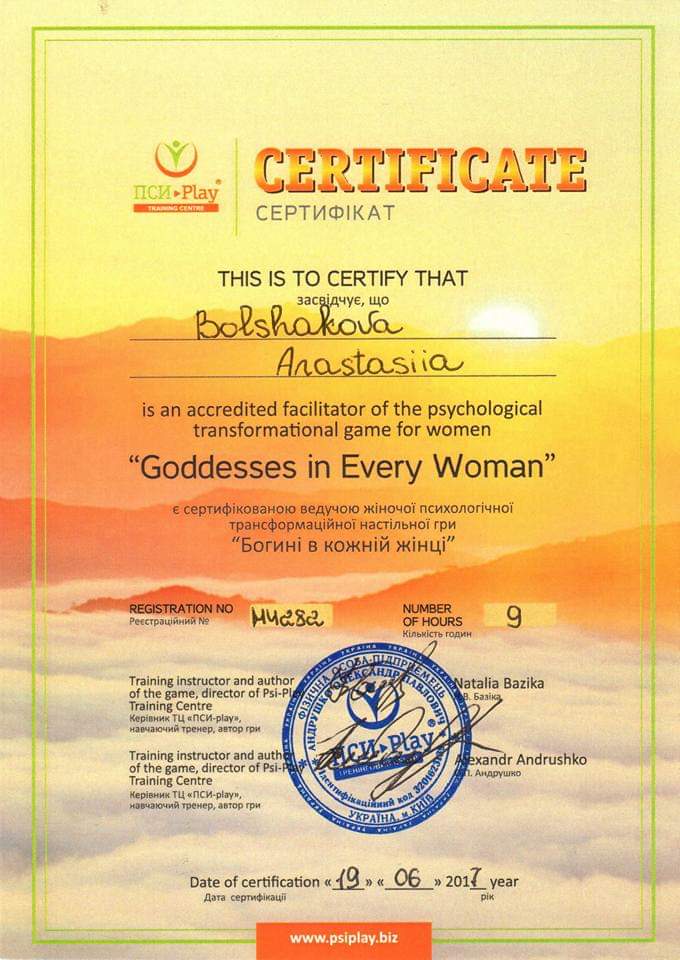 ПСИ Play
TRAINING CENTRE
CERTIFICATE
СЕРТИФІКАТ
THIS IS TO CERTIFY THAT
засвідчує, що
Bolshakova
Anastasiia
is an accredited facilitator of the psychological
transformational game for women
“Goddesses in Every Woman”
є сертифікованою ведучою жіночої психологічної
трансформаційної настільної гри
“Богині в кожній жінці”
REGISTRATION NO
Реєстраційний №
NUMBER
OF HOURS
Кількість годин
9
Training instructor and author
of the game, director of Psi-Play
Training Centre
Керівник ТЦ «ПСИ-play»,
навчаючий тренер, автор гри
Natalia Bazika
В. Базіка
Training instructor and author
of the game, director of Psi-Play
Training Centre
Керівник ТЦ «ПСИ-play»,
навчаючий тренер, автор гри
Alexandr Andrushko
П. Андрушко
ФІЗИЧНА ОСОБА-ПІДПРИЄМЕЦЬ
АНДРУШКО ОЛЕКСАНДР ПАВЛОВИЧ
ПСИ Play
Ідентифікаційний код
УКРАЇНА, м.КИЇВ
Date of certification «19» «06» 2017 year
Дата сертифікації рік
www.psiplay.biz